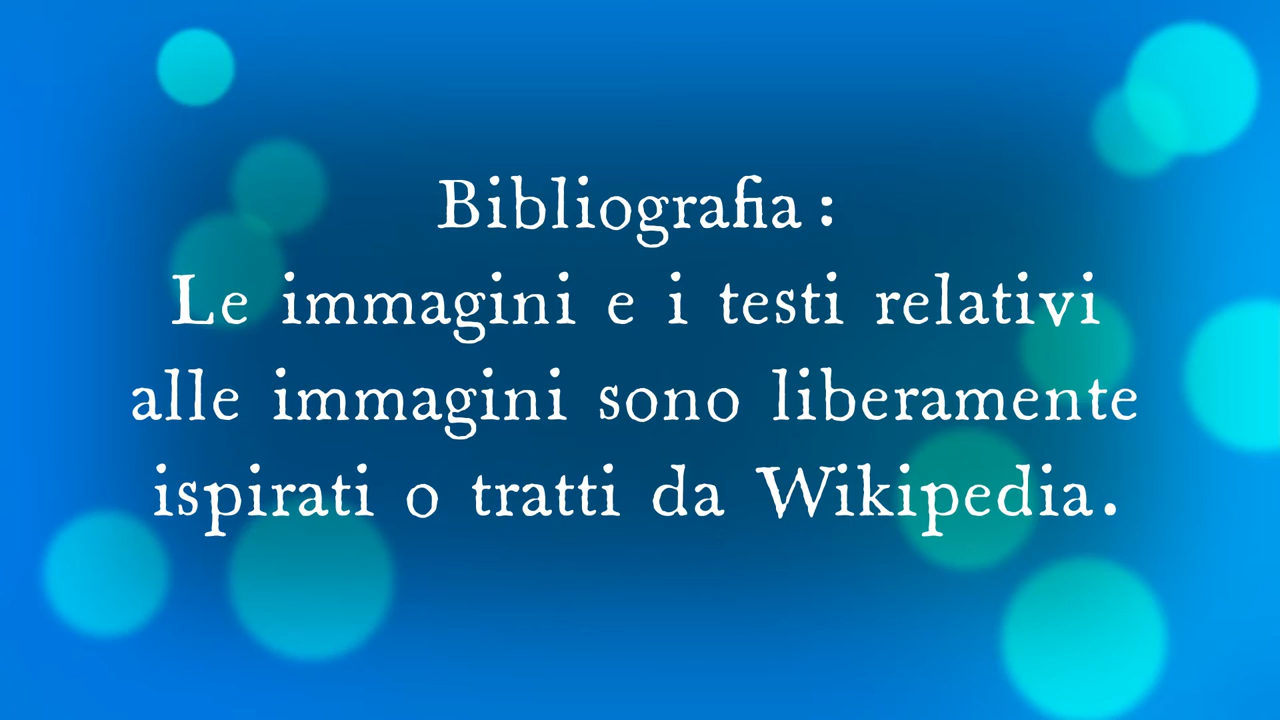 Bibliografia :
Le immagini e i testi relativi
alle immagini sono liberamente
ispirati o tratti da Wikipedia.